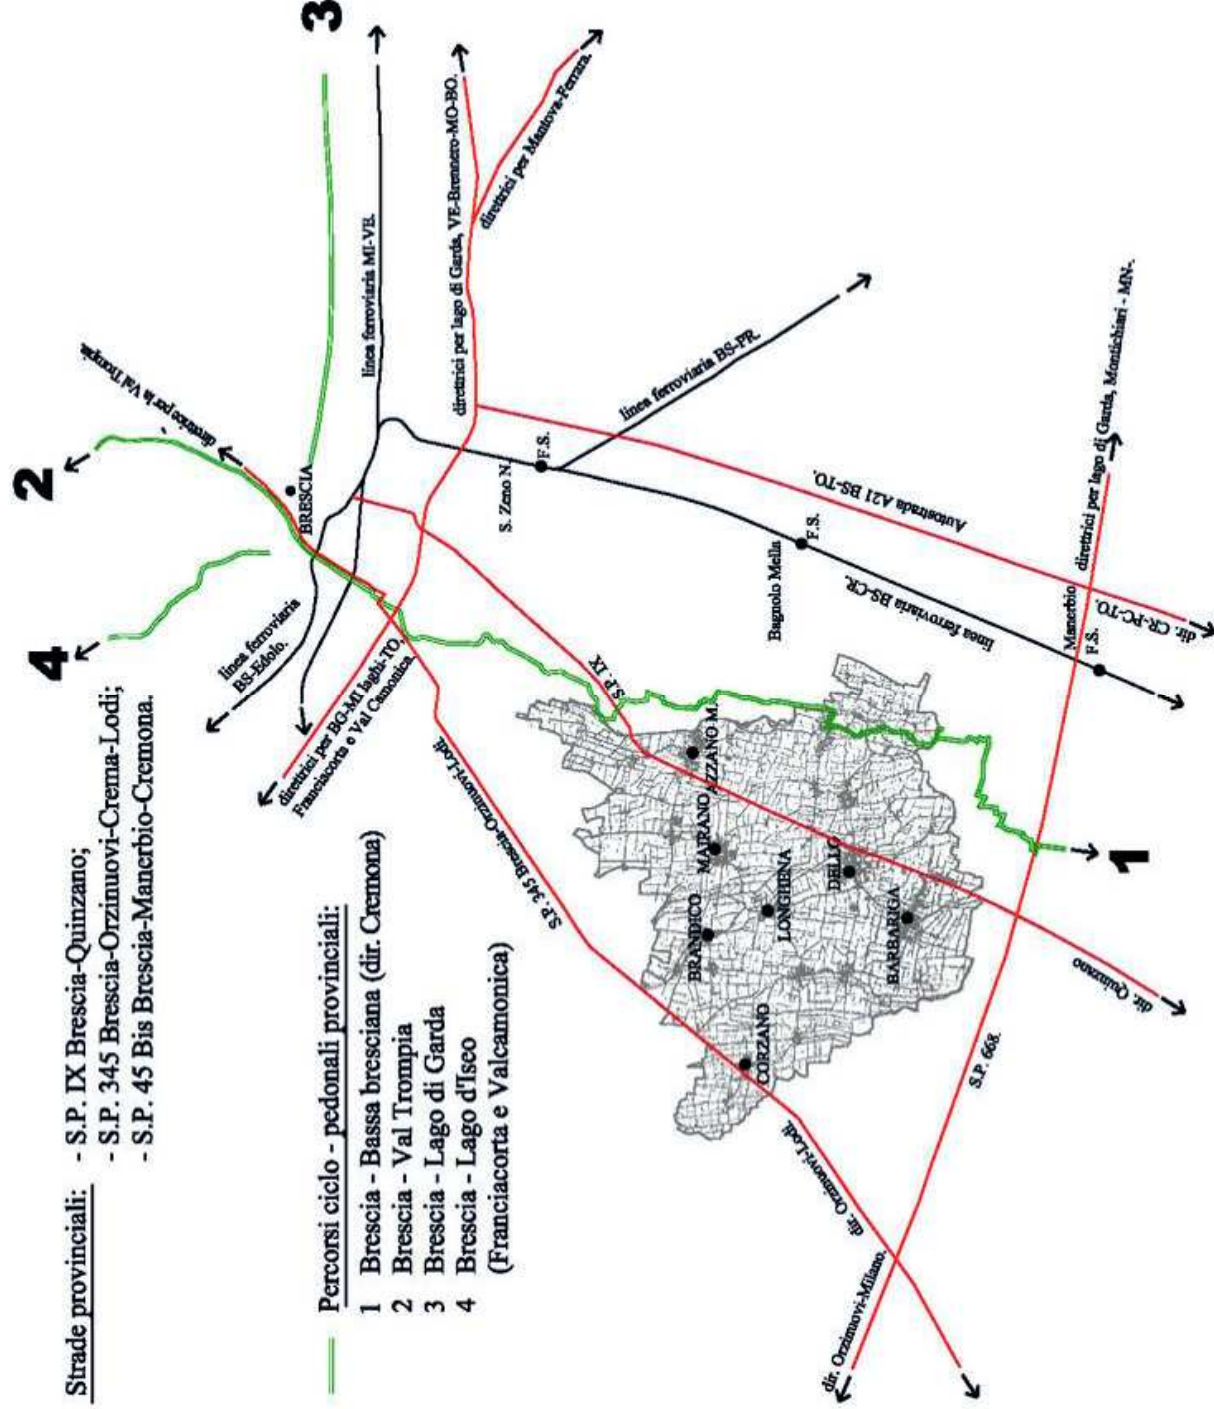 Strade provinciali:
- S.P. IX Brescia-Quinzano;
- S.P. 345 Brescia-Orzinuovi-Crema-Lodi;
- S.P. 45 Bis Brescia-Manerbio-Cremona.
Percorsi ciclo - pedonali provinciali:
1 Brescia - Bassa bresciana (dir. Cremona)
2 Brescia - Val Trompia
3 Brescia - Lago di Garda
4 Brescia - Lago d'Iseo
(Franciacorta e Valcamonica)
4
2
3
direttrice per la Val Trompia.
BRESCIA
linea ferroviaria
BS-Edolo.
linea ferroviaria MI-VE.
direttrici per BG-MI laghi-TO,
Franciacorta e Val Camonica.
direttrici per lago di Garda, VE-Brennero-MO-BO.
direttrici per Mantova-Ferrara.
S.P. 345 Brescia-Orzinuovi-Lodi.
S. Zeno N.
F.S.
linea ferroviaria BS-PR.
S.P. IX
AZZANO M.
MAIRANO
BRANDICO
LONGHENA
CORZANO
DELLO
BARBARIGA
Bagnolo Mella
F.S.
Autostrada A21 BS-TO.
linea ferroviaria BS-CR.
Manerbio
F.S.
direttrici per lago di Garda, Montichiari - MN-.
dir. CR-PC-TO.
dir. Orzinuovi-Lodi.
dir. Orzinuovi-Milano.
S.P. 668.
dir. Quinzano
1